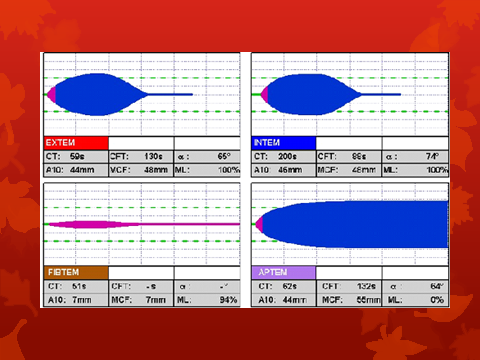 EXTEM
CT: 59s CFT: 130s α : 65°
A10: 44mm MCF: 48mm ML: 100%
INTEM
CT: 200s CFT: 88s α : 74°
A10: 46mm MCF: 48mm ML: 100%
FIBTEM
CT: 51s CFT: - s α : - °
A10: 7mm MCF: 7mm ML: 94%
APTEM
CT: 62s CFT: 132s α : 64°
A10: 44mm MCF: 55mm ML: 0%